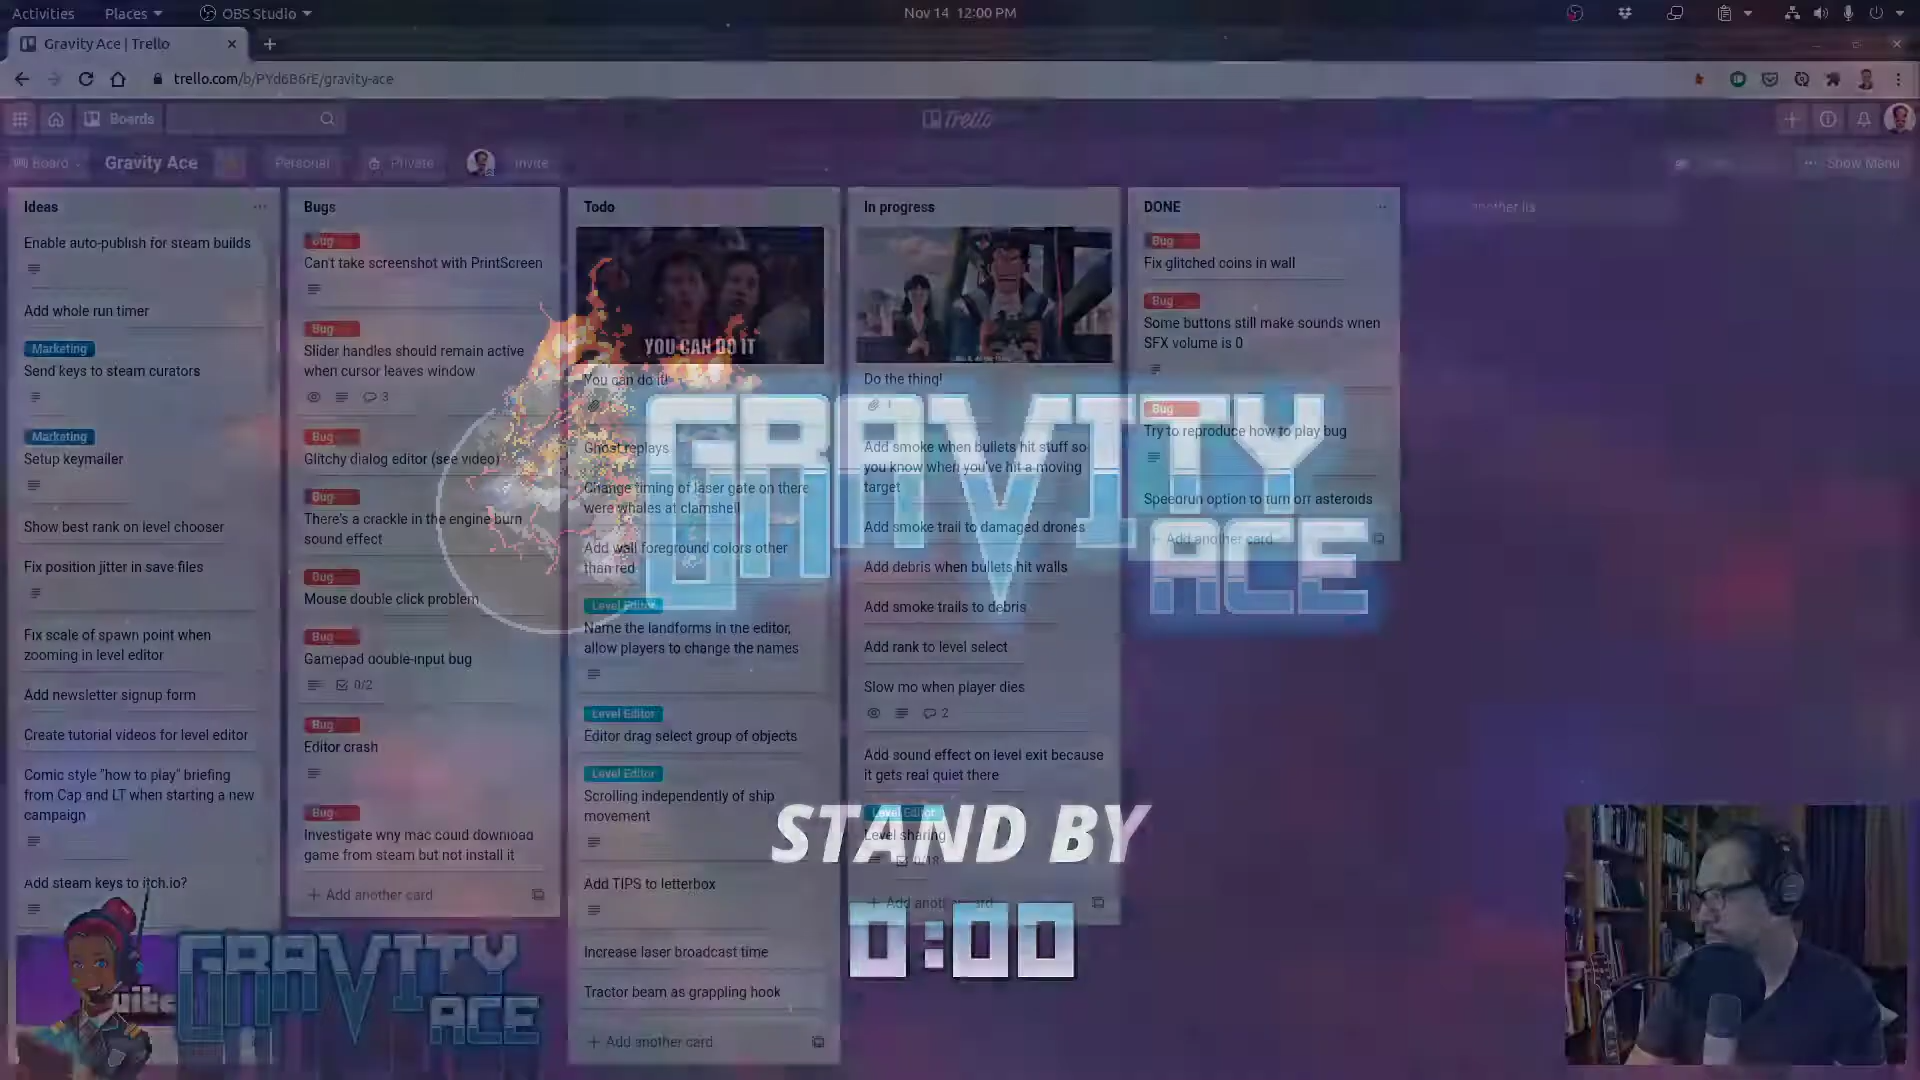 Activities Places OBS Studio Nov 14 12:00 PM
Gravity Ace | Trello
trello.com/b/PYd6B6rE/gravity-ace
Boards Trello
Board Gravity Ace Personal Private Invite Show Menu
Ideas
Enable auto-publish for steam builds
Add whole run timer
Marketing
Send keys to steam curators
Marketing
Setup keymailer
Show best rank on level chooser
Fix position jitter in save files
Fix scale of spawn point when
zooming in level editor
Add newsletter signup form
Create tutorial videos for level editor
Comic style "how to play" briefing
from Cap and LT when starting a new
campaign
Add steam keys to itch.io?
Bugs
Bug
Can't take screenshot with PrintScreen
Bug
Slider handles should remain active
when cursor leaves window
3
Bug
Glitchy dialog editor (see video)
Bug
There's a crackle in the engine burn
sound effect
Bug
Mouse double click problem
Bug
Gamepad double-input bug
0/2
Bug
Editor crash
Bug
Investigate why mac could download
game from steam but not install it
+ Add another card
Todo
YOU CAN DO IT
You can do it!
Ghost replays
Change timing of laser gate on there
were whales at clamshell
Add wall foreground colors other
than red
Level Editor
Name the landforms in the editor,
allow players to change the names
Level Editor
Editor drag select group of objects
Level Editor
Scrolling independently of ship
movement
Add TIPS to letterbox
Increase laser broadcast time
Tractor beam as grappling hook
+ Add another card
In progress
Do the thing!
1
Add smoke when bullets hit stuff so
you know when you've hit a moving
target
Add smoke trail to damaged drones
Add debris when bullets hit walls
Add smoke trails to debris
Add rank to level select
Slow mo when player dies
2
Add sound effect on level exit because
it gets real quiet there
Level Editor
Level sharing
0/18
+ Add another card
DONE
Bug
Fix glitched coins in wall
Bug
Some buttons still make sounds when
SFX volume is 0
Bug
Try to reproduce how to play bug
Speedrun option to turn off asteroids
+ Add another card
another lis
GRAVITY
ACE
STAND BY
0:00
GRAVITY
ACE